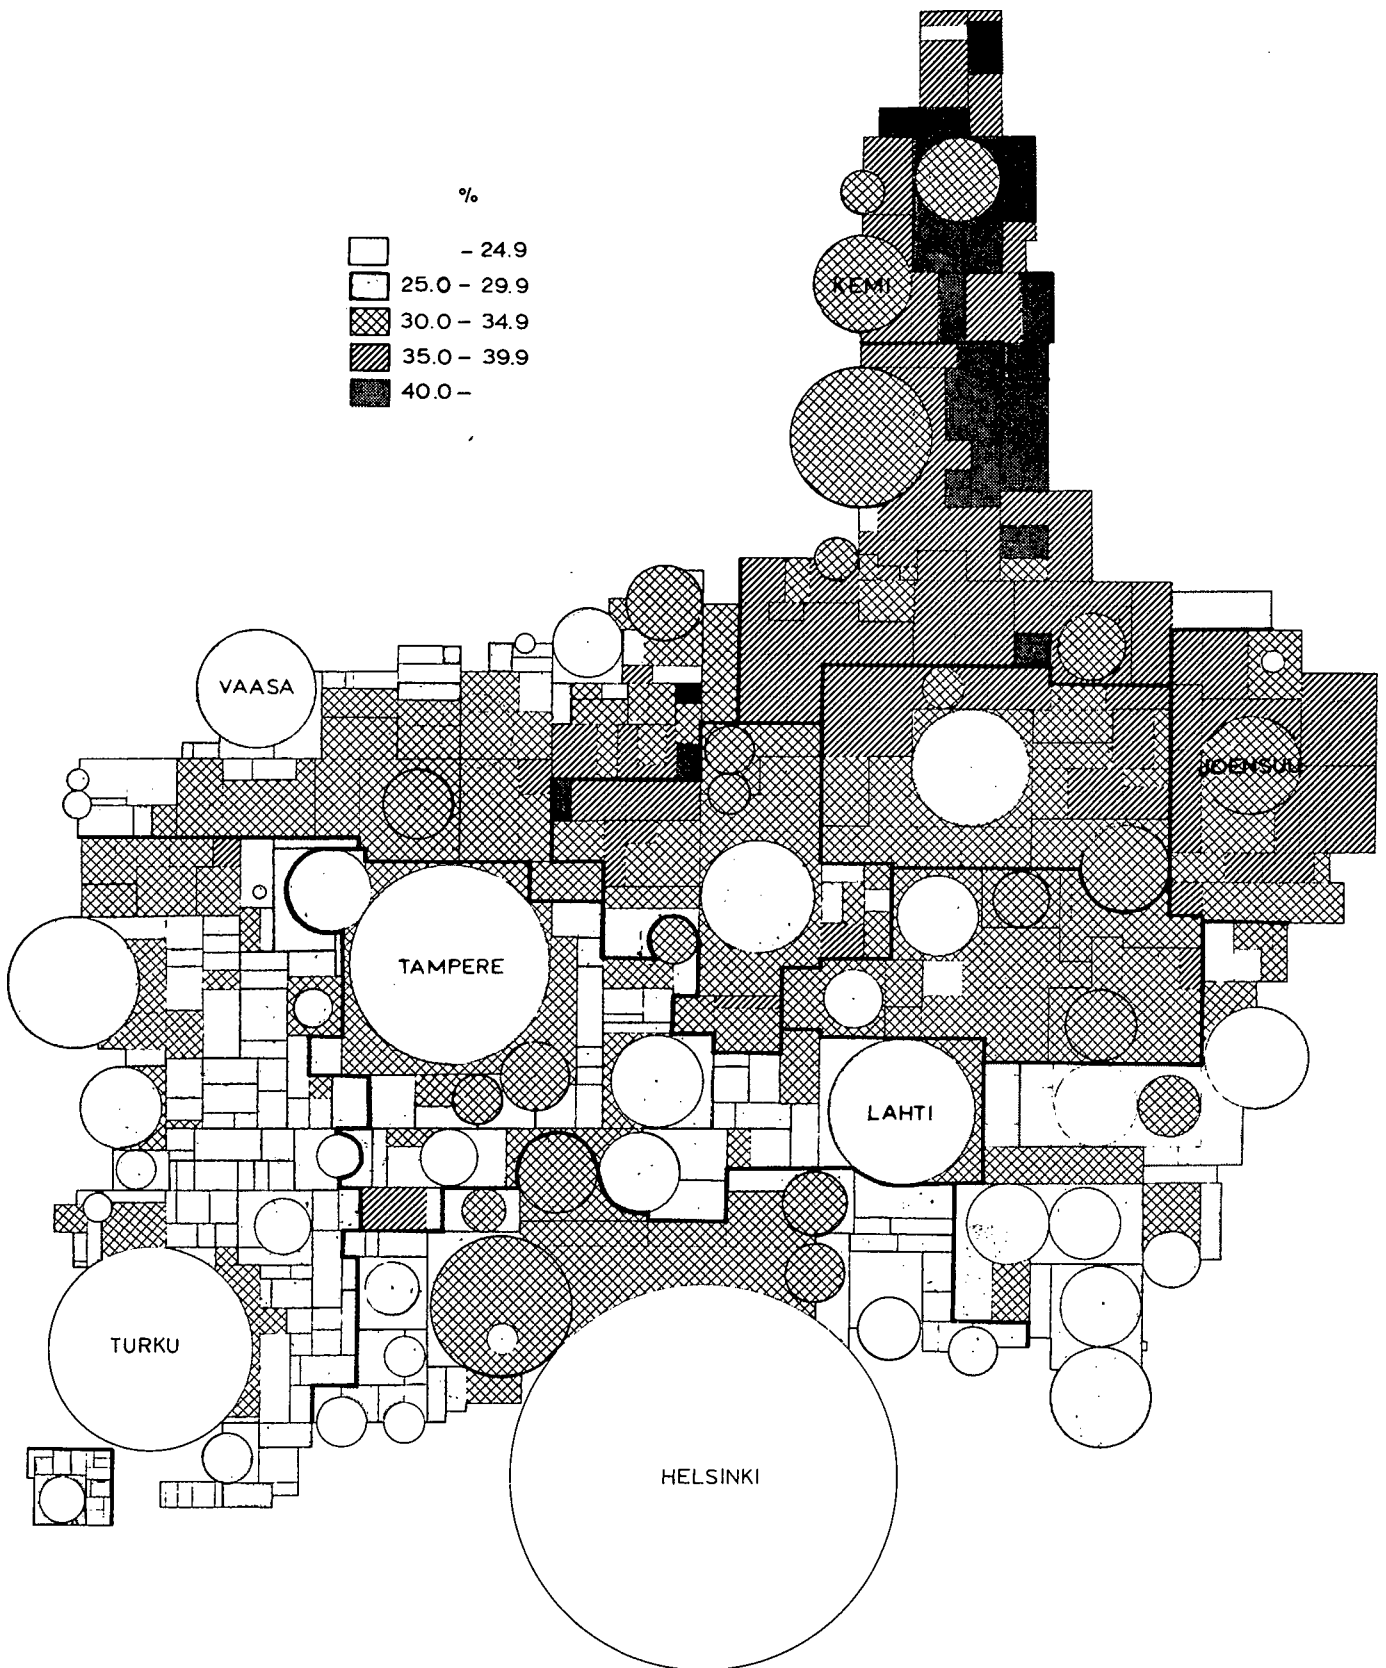 %
– 24.9
25.0 – 29.9
30.0 – 34.9
35.0 – 39.9
40.0 –
KEMI
VAASA
JOENSUU
TAMPERE
LAHTI
TURKU
HELSINKI